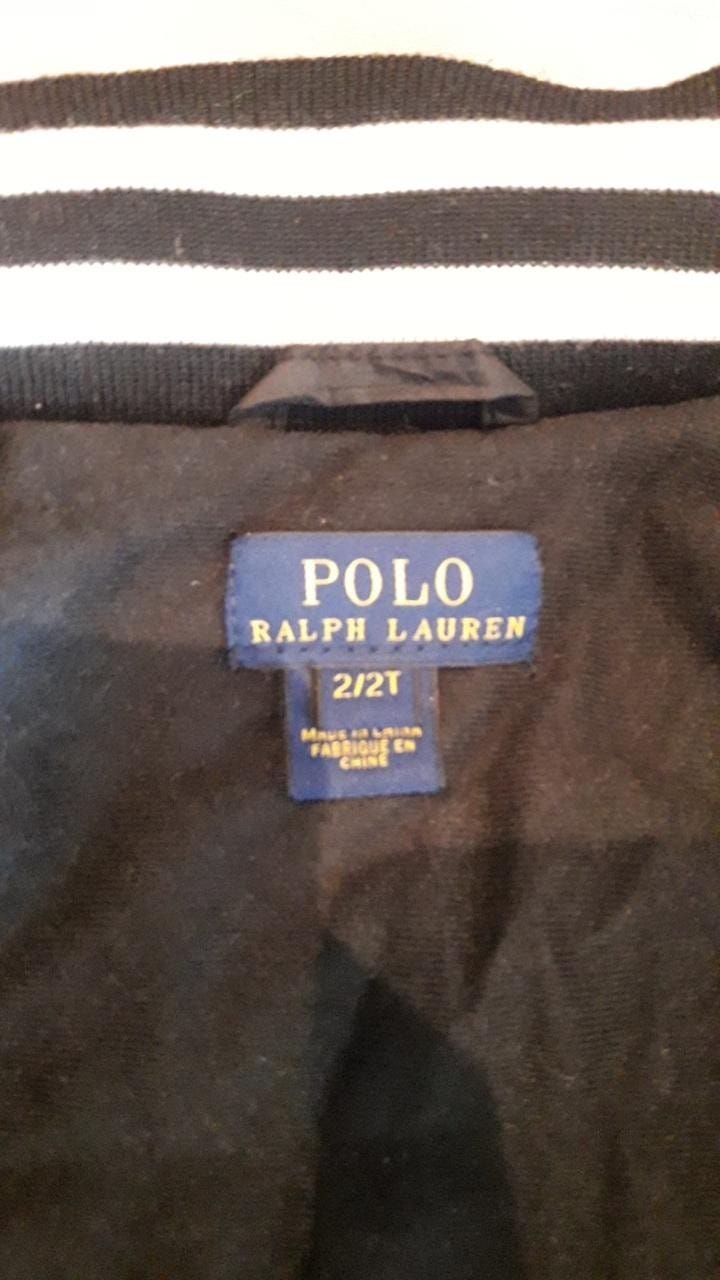 POLO
RALPH LAUREN
2/2T
MADE IN CHINA
FABRIQUÉ EN
CHINE